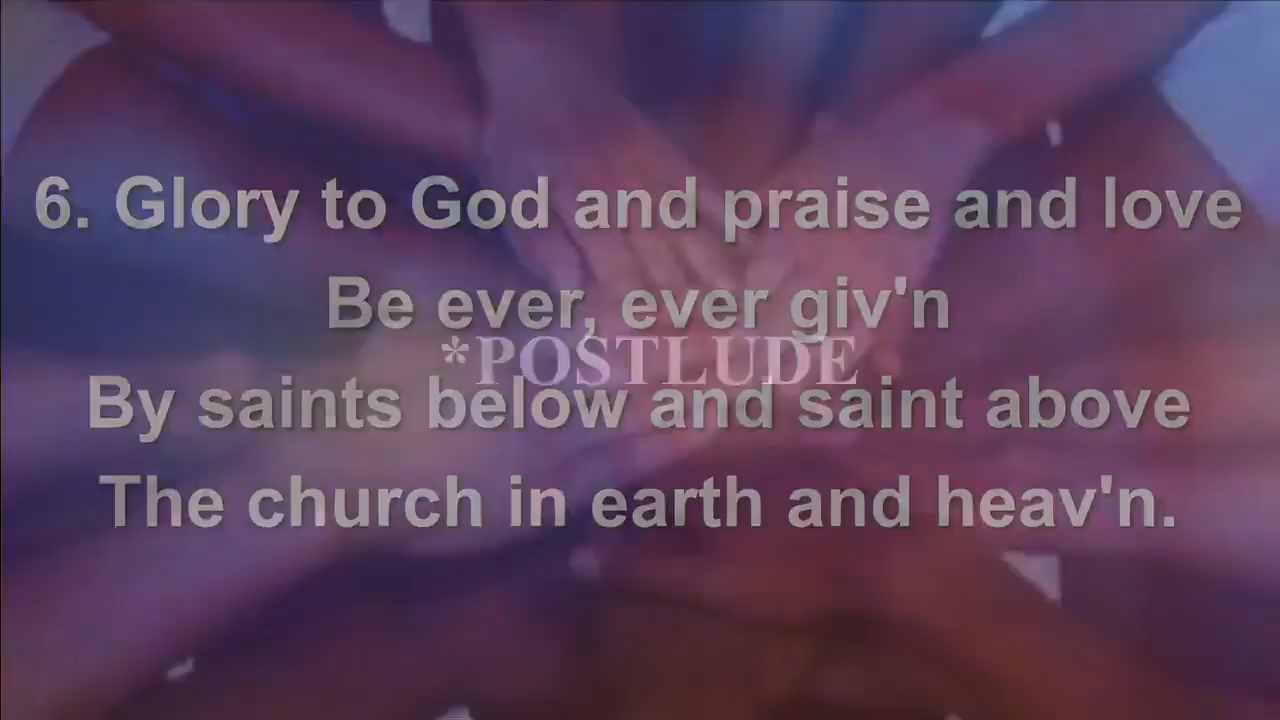 6. Glory to God and praise and love
Be ever, ever giv'n
*POSTLUDE
By saints below and saint above
The church in earth and heav'n.